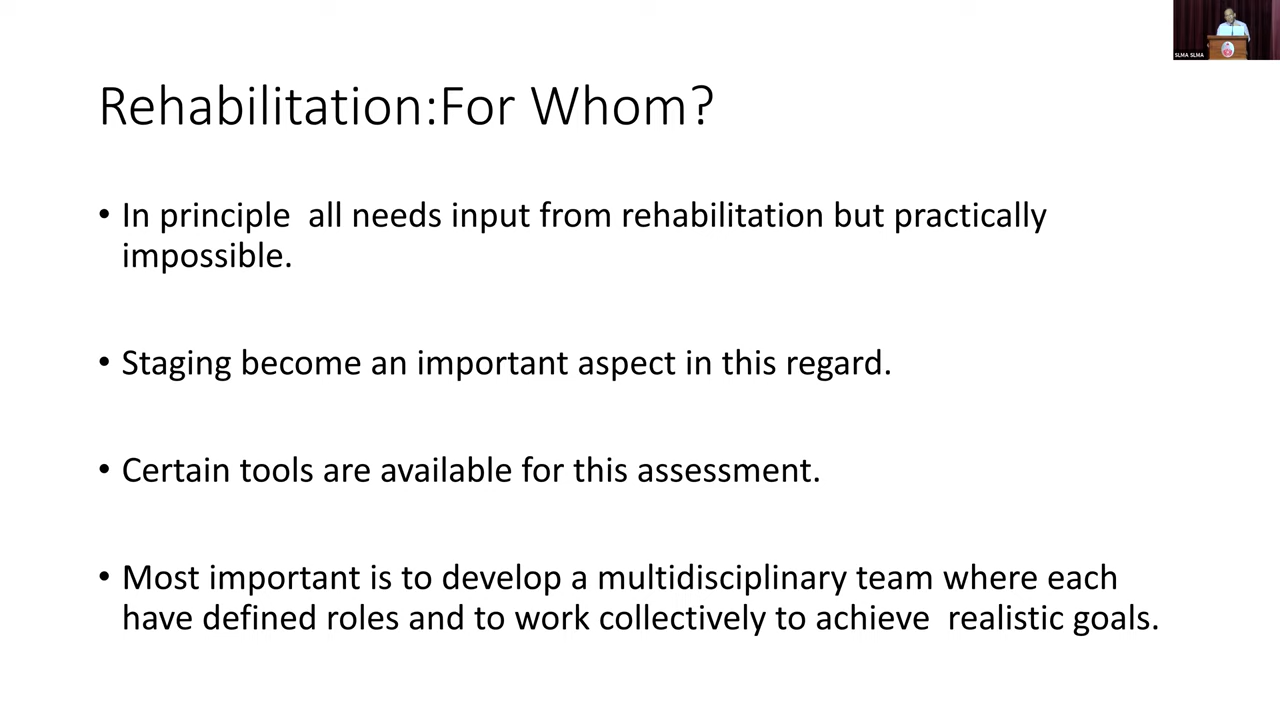 SLMA SLMA
Rehabilitation:For Whom?
• In principle  all needs input from rehabilitation but practically
impossible.
• Staging become an important aspect in this regard.
• Certain tools are available for this assessment.
• Most important is to develop a multidisciplinary team where each
have defined roles and to work collectively to achieve  realistic goals.